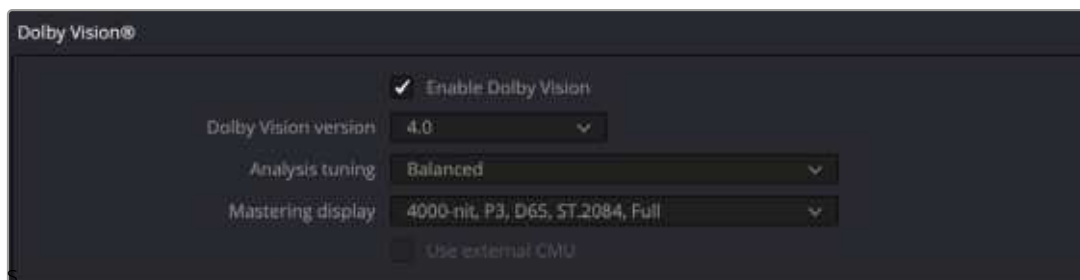 Dolby Vision®
Enable Dolby Vision
Dolby Vision version 4.0
Analysis tuning Balanced
Mastering display 4000-nit, P3, D65, ST.2084, Full
Use external CMU
s